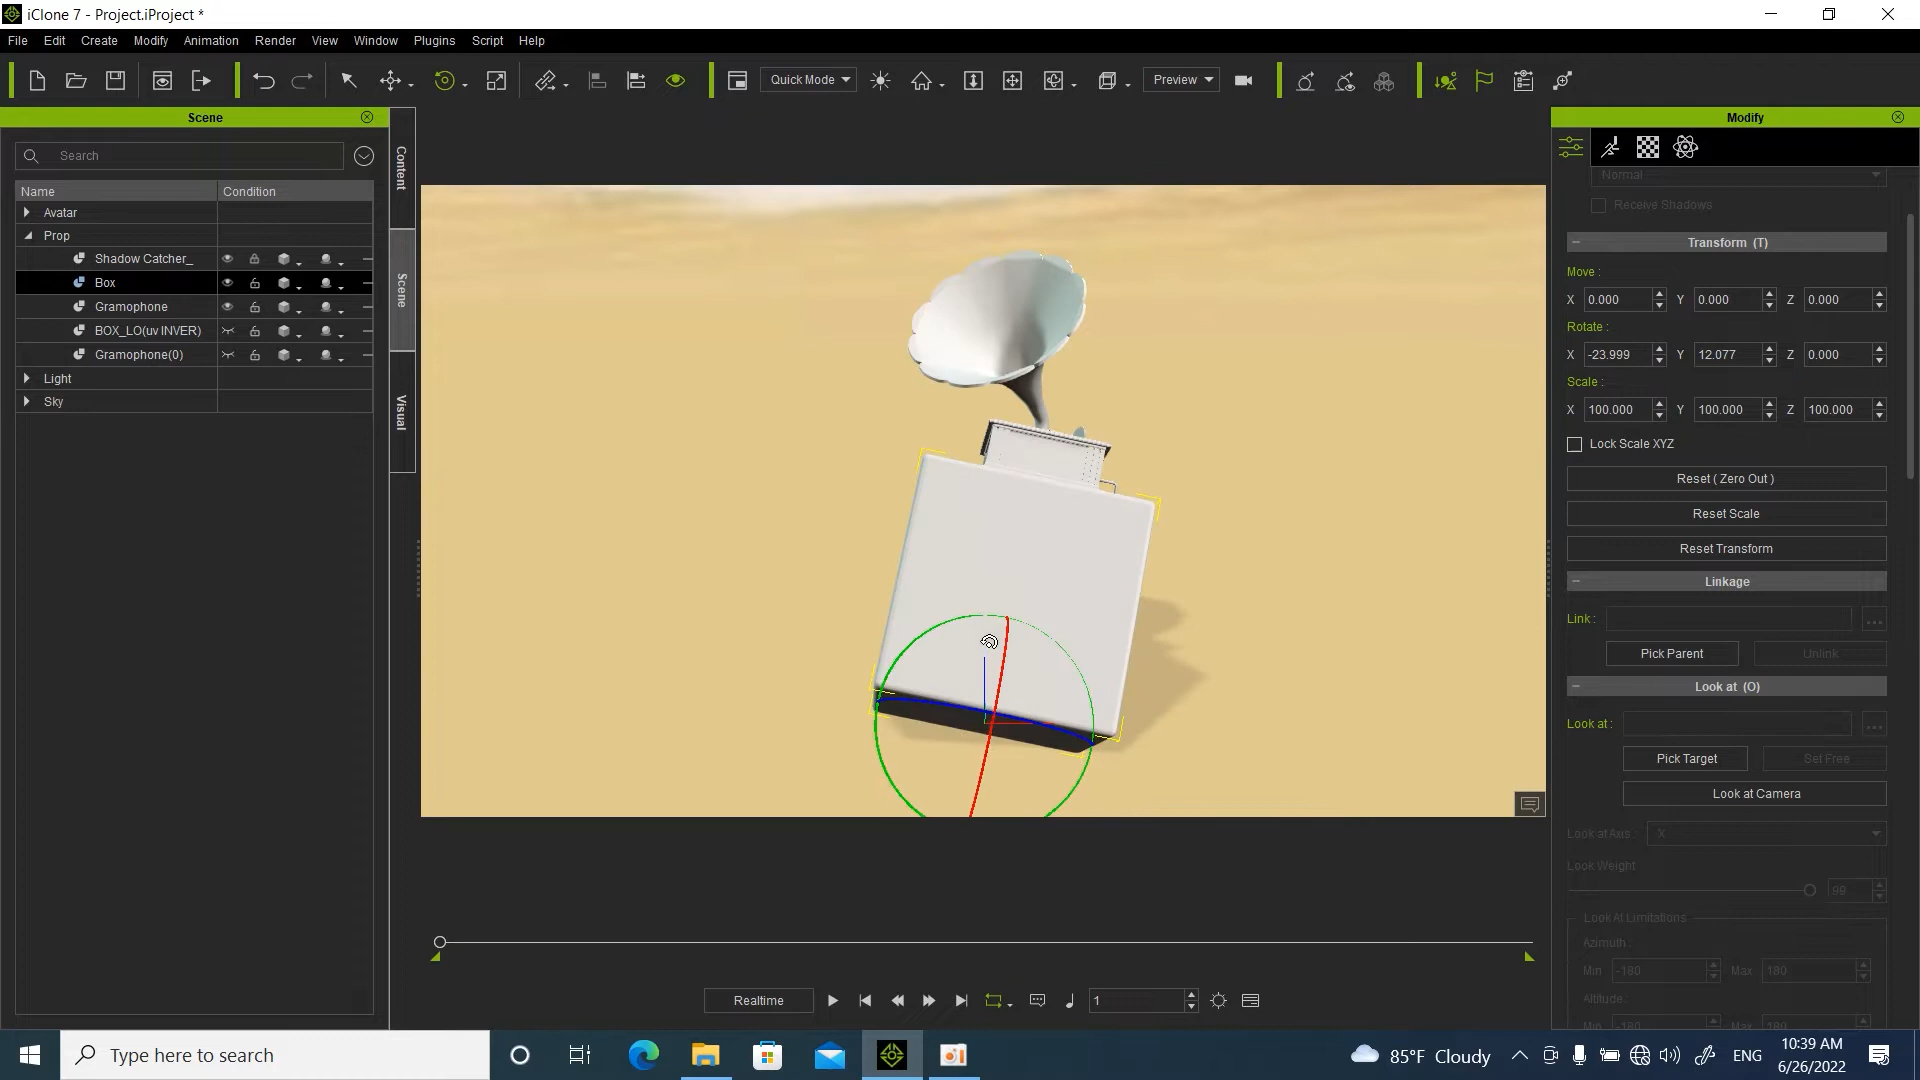 iClone 7 - Project.iProject *
File Edit Create Modify Animation Render View Window Plugins Script Help
Quick Mode Preview
Scene
Search
Name Condition
Avatar
Prop
Shadow Catcher_
Box
Gramophone
BOX_LO(uv INVER)
Gramophone(0)
Light
Sky
Content
Scene
Visual
Modify
Normal
Receive Shadows
Transform (T)
Move :
X 0.000 Y 0.000 Z 0.000
Rotate :
X -23.999 Y 12.077 Z 0.000
Scale :
X 100.000 Y 100.000 Z 100.000
Lock Scale XYZ
Reset ( Zero Out )
Reset Scale
Reset Transform
Linkage
Link :
Pick Parent Unlink
Look at (O)
Look at :
Pick Target Set Free
Look at Camera
Look at Axis : X
Look Weight
99
Look At Limitations
Azimuth :
Min -180 Max 180
Altitude :
Min -180 Max 180
Realtime 1
Type here to search
85°F Cloudy
ENG
10:39 AM
6/26/2022